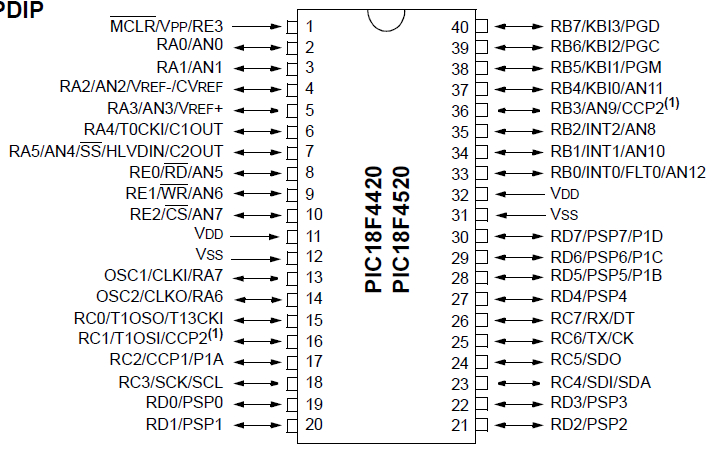 PDIP
MCLR/VPP/RE3 1
RA0/AN0 2
RA1/AN1 3
RA2/AN2/VREF-/CVREF 4
RA3/AN3/VREF+ 5
RA4/T0CKI/C1OUT 6
RA5/AN4/SS/HLVDIN/C2OUT 7
RE0/RD/AN5 8
RE1/WR/AN6 9
RE2/CS/AN7 10
VDD 11
VSS 12
OSC1/CLKI/RA7 13
OSC2/CLKO/RA6 14
RC0/T1OSO/T13CKI 15
RC1/T1OSI/CCP2(1) 16
RC2/CCP1/P1A 17
RC3/SCK/SCL 18
RD0/PSP0 19
RD1/PSP1 20
PIC18F4420
PIC18F4520
40 RB7/KBI3/PGD
39 RB6/KBI2/PGC
38 RB5/KBI1/PGM
37 RB4/KBI0/AN11
36 RB3/AN9/CCP2(1)
35 RB2/INT2/AN8
34 RB1/INT1/AN10
33 RB0/INT0/FLT0/AN12
32 VDD
31 VSS
30 RD7/PSP7/P1D
29 RD6/PSP6/P1C
28 RD5/PSP5/P1B
27 RD4/PSP4
26 RC7/RX/DT
25 RC6/TX/CK
24 RC5/SDO
23 RC4/SDI/SDA
22 RD3/PSP3
21 RD2/PSP2